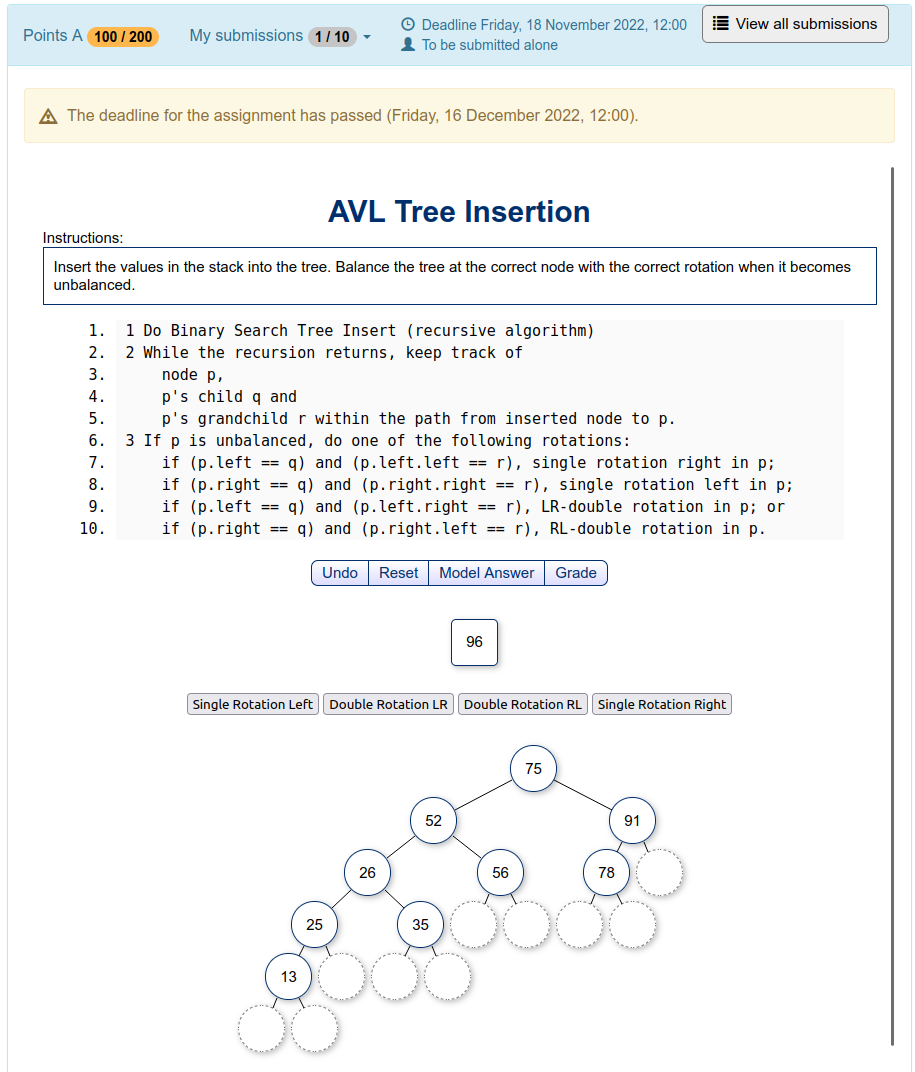 Points A 100 / 200 My submissions 1 / 10
Deadline Friday, 18 November 2022, 12:00
To be submitted alone
View all submissions
The deadline for the assignment has passed (Friday, 16 December 2022, 12:00).
AVL Tree Insertion
Instructions:
Insert the values in the stack into the tree. Balance the tree at the correct node with the correct rotation when it becomes
unbalanced.
1. 1 Do Binary Search Tree Insert (recursive algorithm)
2. 2 While the recursion returns, keep track of
3. node p,
4. p's child q and
5. p's grandchild r within the path from inserted node to p.
6. 3 If p is unbalanced, do one of the following rotations:
7. if (p.left == q) and (p.left.left == r), single rotation right in p;
8. if (p.right == q) and (p.right.right == r), single rotation left in p;
9. if (p.left == q) and (p.left.right == r), LR-double rotation in p; or
10. if (p.right == q) and (p.right.left == r), RL-double rotation in p.
Undo Reset Model Answer Grade
96
Single Rotation Left Double Rotation LR Double Rotation RL Single Rotation Right
75
52 91
26 56 78
25 35
13